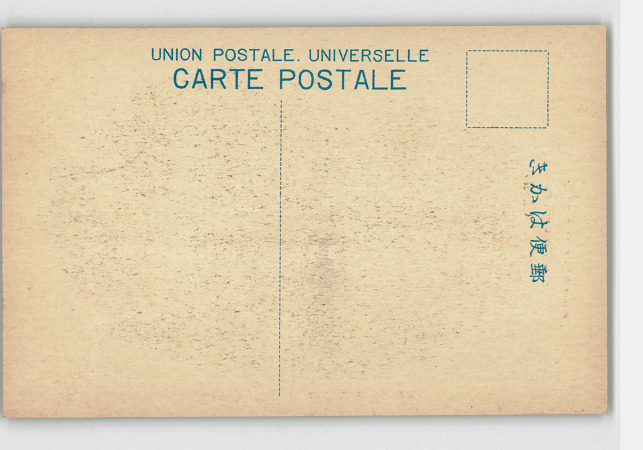 UNION POSTALE. UNIVERSELLE
CARTE POSTALE
郵便はかき